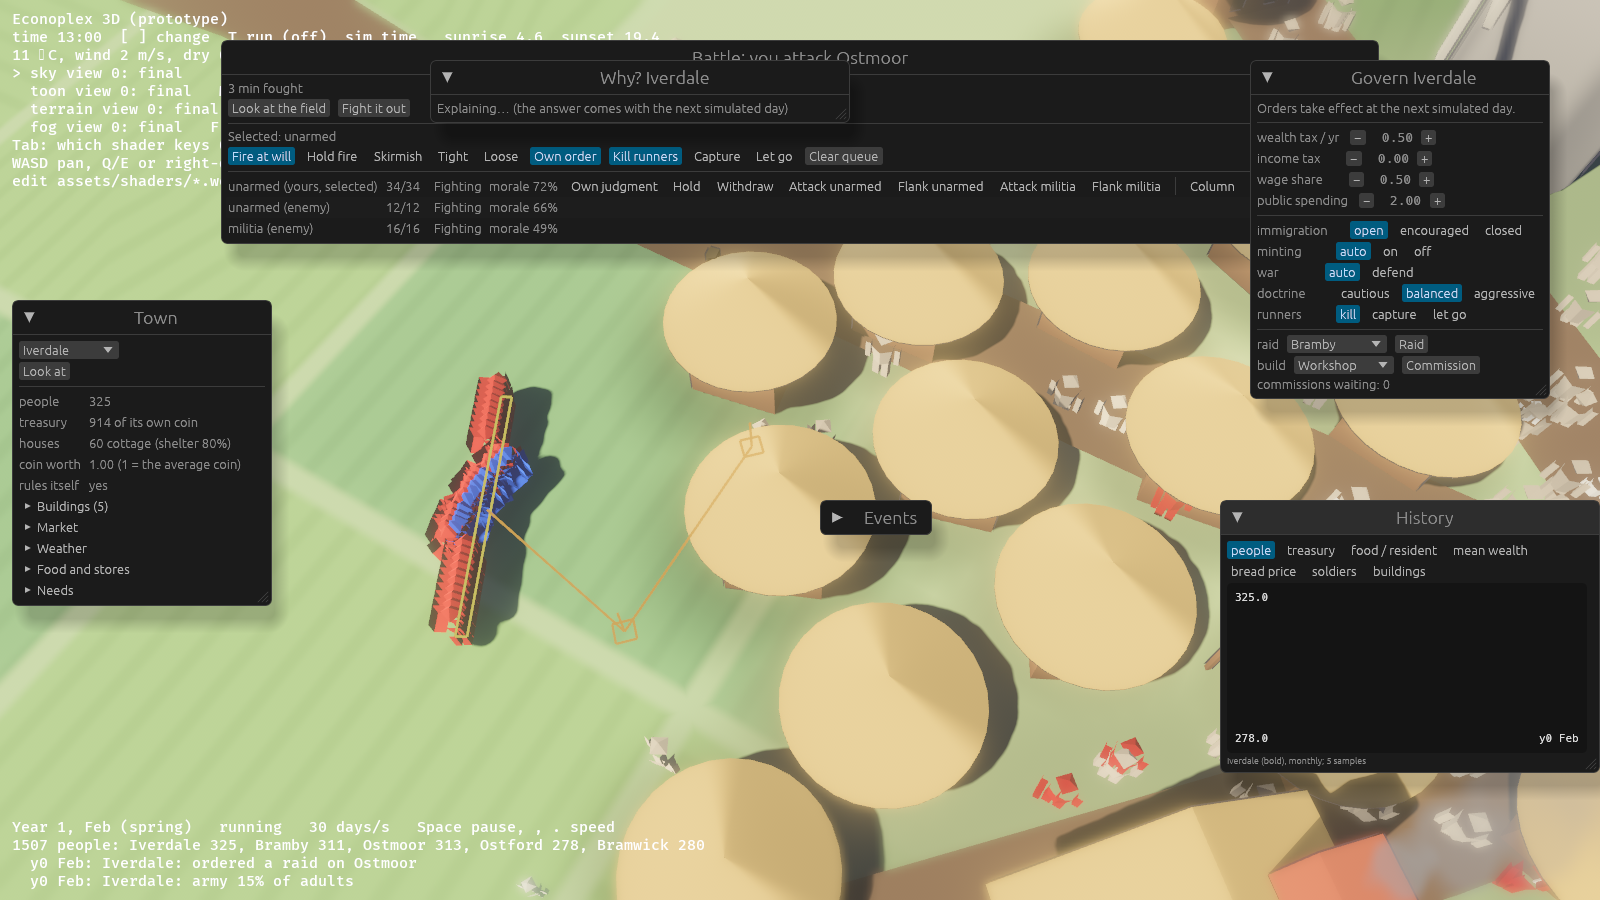 Econoplex 3D (prototype)
time 13:00 [ ] change T run (off) sim time sunrise 4.6 sunset 19.4
11 C, wind 2 m/s, dry
> sky view 0: final
toon view 0: final
terrain view 0: final
fog view 0: final F
Tab: which shader keys
WASD pan, Q/E or right-
edit assets/shaders/*.w
Battle: you attack Ostmoor
3 min fought
Look at the field Fight it out
Selected: unarmed
Fire at will Hold fire Skirmish Tight Loose Own order Kill runners Capture Let go Clear queue
unarmed (yours, selected) 34/34 Fighting morale 72% Own judgment Hold Withdraw Attack unarmed Flank unarmed Attack militia Flank militia Column
unarmed (enemy) 12/12 Fighting morale 66%
militia (enemy) 16/16 Fighting morale 49%
▼ Why? Iverdale
Explaining... (the answer comes with the next simulated day)
▼ Govern Iverdale
Orders take effect at the next simulated day.
wealth tax / yr − 0.50 +
income tax − 0.00 +
wage share − 0.50 +
public spending − 2.00 +
immigration open encouraged closed
minting auto on off
war auto defend
doctrine cautious balanced aggressive
runners kill capture let go
raid Bramby Raid
build Workshop Commission
commissions waiting: 0
▼ Town
Iverdale
Look at
people 325
treasury 914 of its own coin
houses 60 cottage (shelter 80%)
coin worth 1.00 (1 = the average coin)
rules itself yes
Buildings (5)
Market
Weather
Food and stores
Needs
▶ Events
▼ History
people treasury food / resident mean wealth
bread price soldiers buildings
325.0
278.0 y0 Feb
Iverdale (bold), monthly; 5 samples
Year 1, Feb (spring) running 30 days/s Space pause, , . speed
1507 people: Iverdale 325, Bramby 311, Ostmoor 313, Ostford 278, Bramwick 280
y0 Feb: Iverdale: ordered a raid on Ostmoor
y0 Feb: Iverdale: army 15% of adults